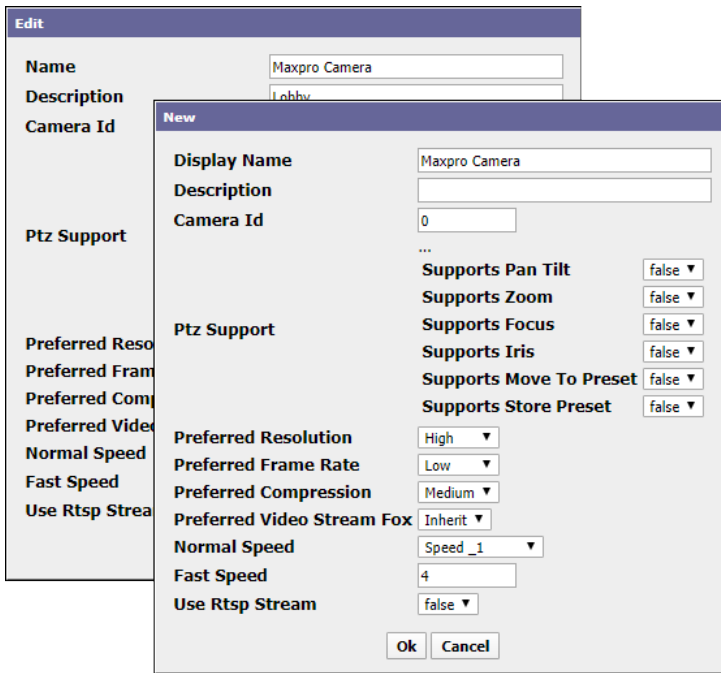 Edit
Name Maxpro Camera
Description Lobby
Camera Id
Ptz Support
Preferred Reso
Preferred Fram
Preferred Comp
Preferred Vide
Normal Speed
Fast Speed
Use Rtsp Strea
New
Display Name Maxpro Camera
Description
Camera Id 0
...
Supports Pan Tilt false
Supports Zoom false
Ptz Support
Supports Focus false
Supports Iris false
Supports Move To Preset false
Supports Store Preset false
Preferred Resolution High
Preferred Frame Rate Low
Preferred Compression Medium
Preferred Video Stream Fox Inherit
Normal Speed Speed _1
Fast Speed 4
Use Rtsp Stream false
Ok Cancel